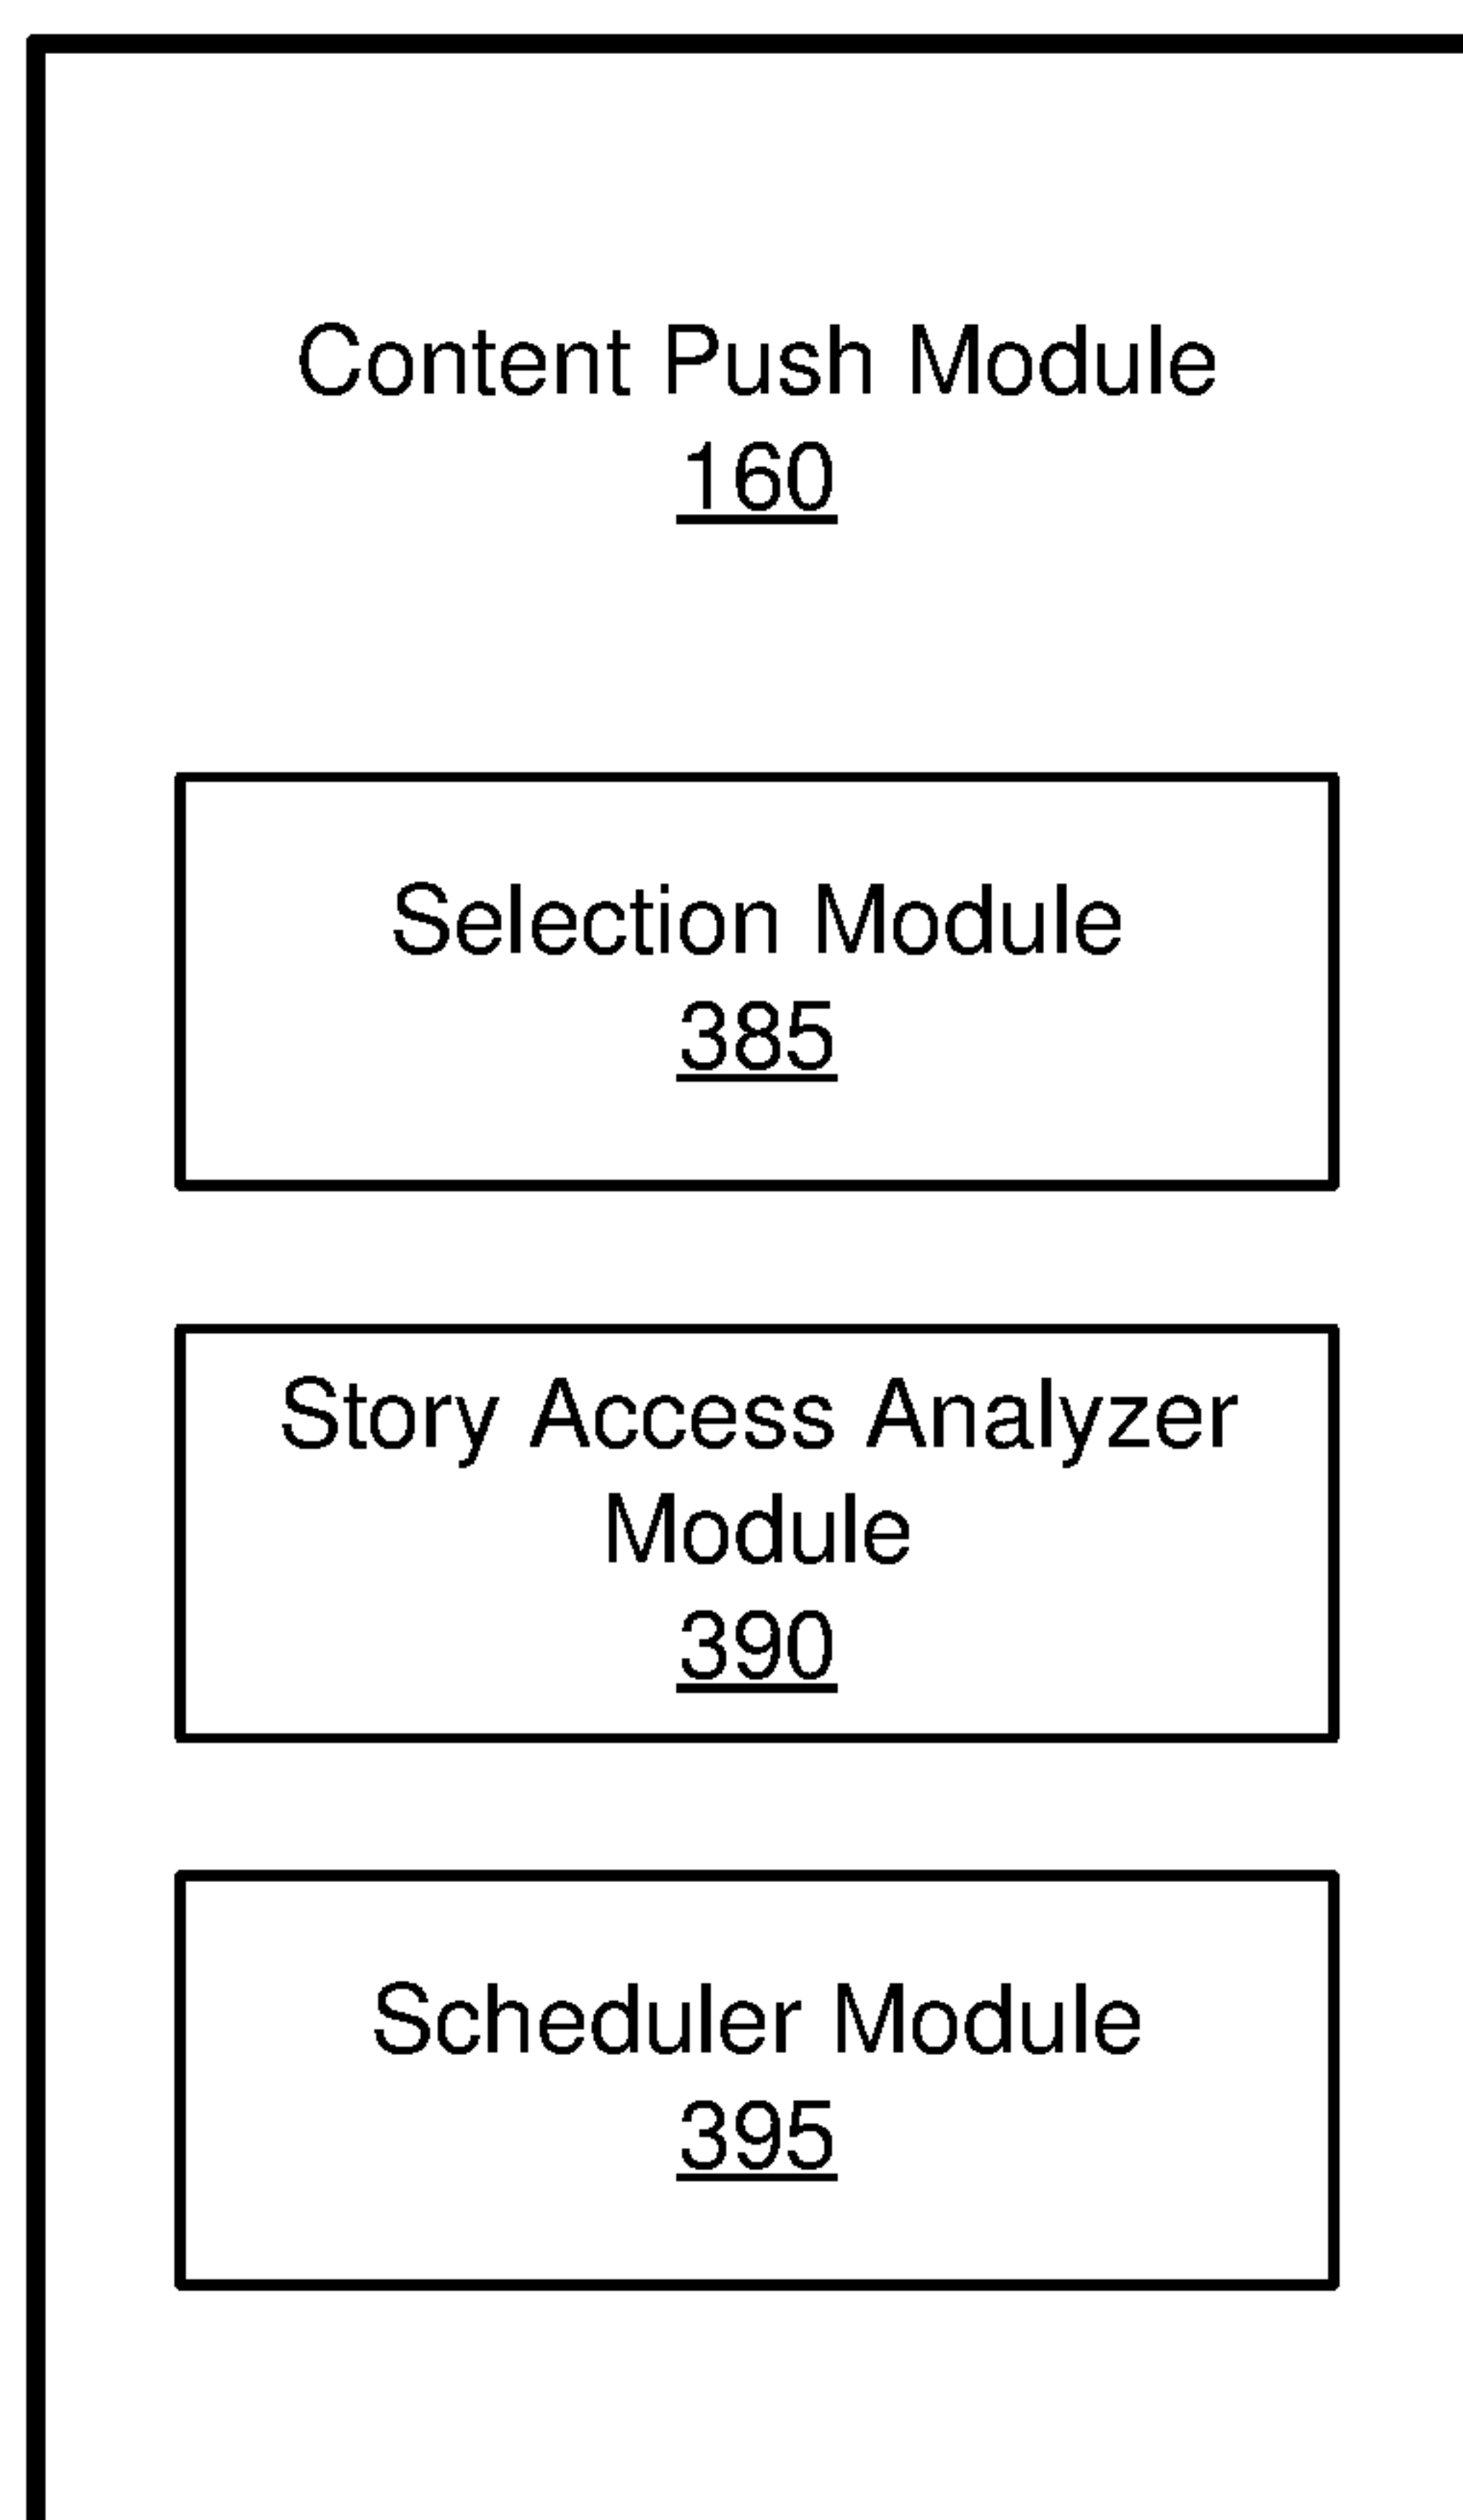 Content Push Module
160
Selection Module
385
Story Access Analyzer
Module
390
Scheduler Module
395